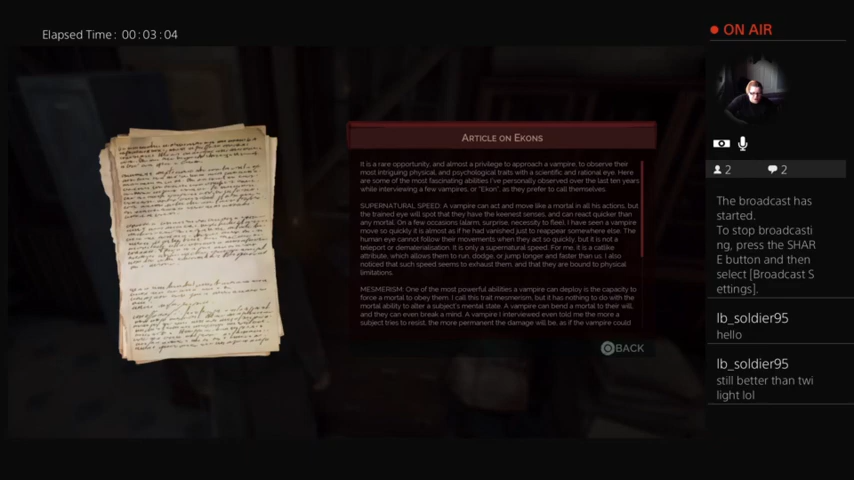 Elapsed Time: 00:03:04
ON AIR
ARTICLE ON EKONS
It is a rare opportunity, and almost a privilege to approach a vampire; to observe their
most intriguing physical, and psychological traits with a scientific and rational eye. Here
are some of the most fascinating abilities I've personally observed over the last ten years
while interviewing a few vampires, or "Ekon", as they prefer to call themselves.
SUPERNATURAL SPEED: A vampire can act and move like a mortal in all his actions, but
the trained eye will spot that they have the keenest senses, and can react quicker than
any mortal. On a few occasions (alarm, surprise, necessity to flee), I have seen a vampire
move so quickly it is almost as if he had vanished just to reappear somewhere else. The
human eye cannot follow their movements when they act so quickly, but it is not a
teleport or dematerialisation. It is only a supernatural speed. For me, it is a catlike
attribute, which allows them to run, dodge, or jump longer and faster than us. I also
noticed that such speed seems to exhaust them, and that they are bound to physical
limitations.
MESMERISM: One of the most powerful abilities a vampire can deploy is the capacity to
force a mortal to obey them. I call this trait mesmerism, but it has nothing to do with the
mortal ability to alter a subject's mental state. A vampire can bend a mortal to their will,
and they can even break a mind. A vampire I interviewed even told me the more a
subject tries to resist, the more permanent the damage will be, as if the vampire could
BACK
2
2
The broadcast has
started.
To stop broadcasti
ng, press the SHAR
E button and then
select [Broadcast S
ettings].
lb_soldier95
hello
lb_soldier95
still better than twi
light lol